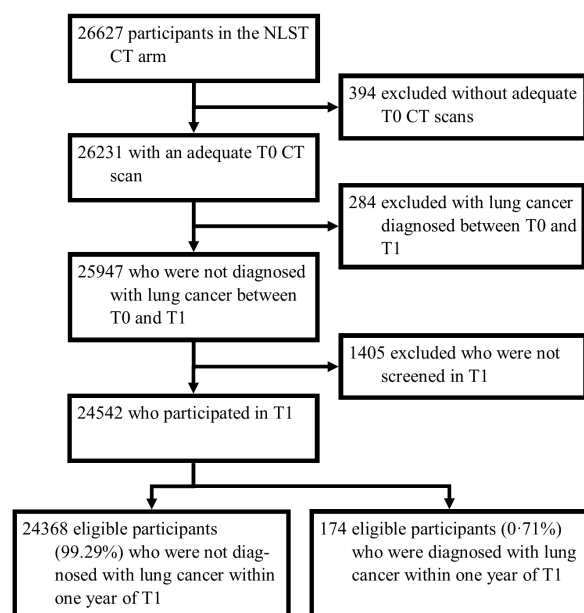 26627 participants in the NLST
CT arm
394 excluded without adequate
T0 CT scans
26231 with an adequate T0 CT
scan
284 excluded with lung cancer
diagnosed between T0 and
T1
25947 who were not diagnosed
with lung cancer between
T0 and T1
1405 excluded who were not
screened in T1
24542 who participated in T1
24368 eligible participants
(99.29%) who were not diag-
nosed with lung cancer within
one year of T1
174 eligible participants (0·71%)
who were diagnosed with lung
cancer within one year of T1